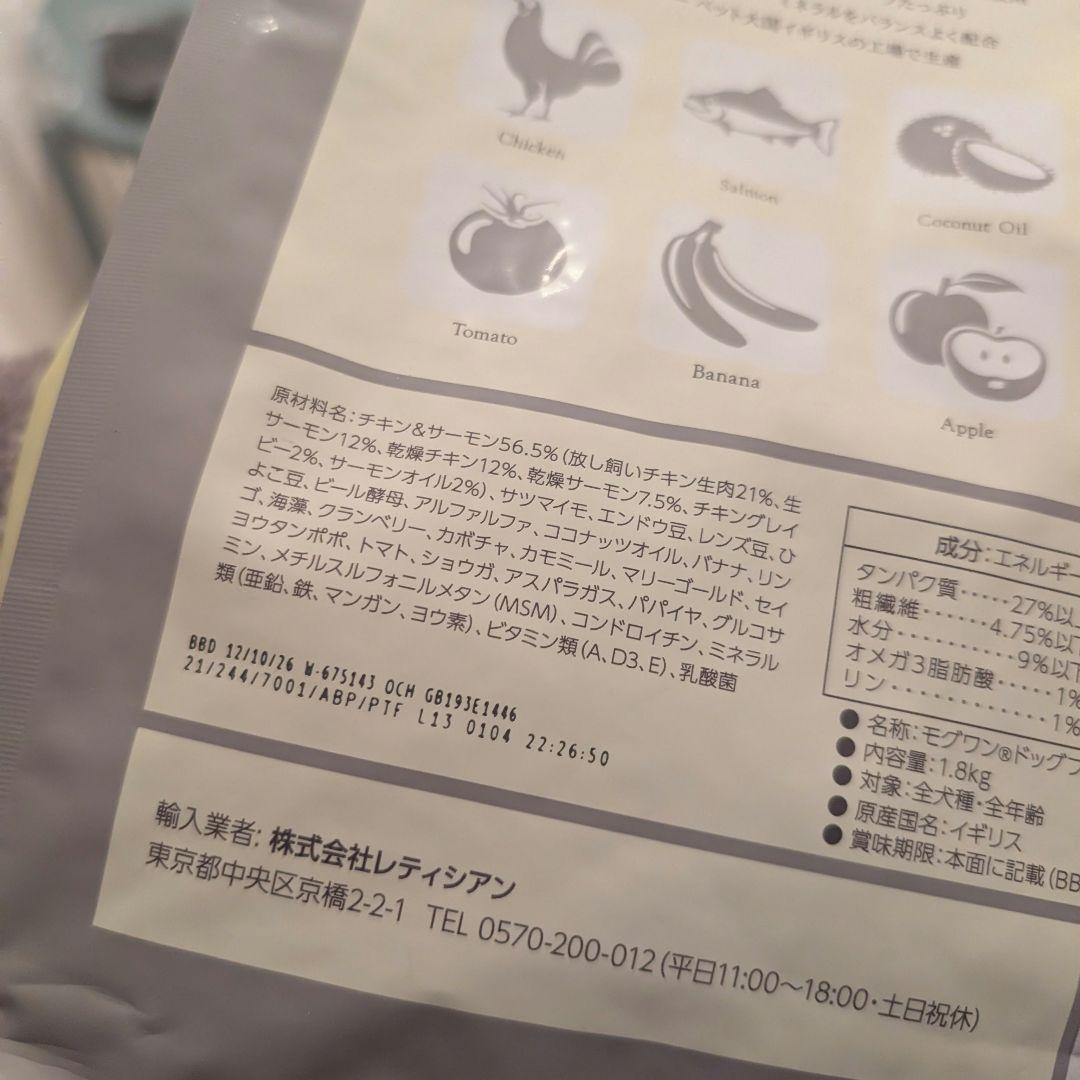 たっぷり
ミネラルをバランスよく配合
ペット大国イギリスの工場で生産
Chicken
Salmon
Coconut Oil
Tomato
Banana
Apple
原材料名:チキン&サーモン56.5%(放し飼いチキン生肉21%、生
サーモン12%、乾燥チキン12%、乾燥サーモン7.5%、チキングレイ
ビー2%、サーモンオイル2%)、サツマイモ、エンドウ豆、レンズ豆、ひ
よこ豆、ビール酵母、アルファルファ、ココナッツオイル、バナナ、リン
ゴ、海藻、クランベリー、カボチャ、カモミール、マリーゴールド、セイ
ヨウタンポポ、トマト、ショウガ、アスパラガス、パパイヤ、グルコサ
ミン、メチルスルフォニルメタン(MSM)、コンドロイチン、ミネラル
類(亜鉛、鉄、マンガン、ヨウ素)、ビタミン類(A、D3、E)、乳酸菌
BBD 12/10/26 W-675143 OCH GB193E1446
21/244/7001/ABP/PTF L13 0104 22:26:50
成分:エネルギー
タンパク質‥‥‥27%以
粗繊維‥‥‥4.75%以下
水分‥‥‥‥‥9%以下
オメガ3脂肪酸‥‥‥1%
リン‥‥‥‥‥‥1%
●名称:モグワン®ドッグフ
●内容量:1.8kg
●対象:全犬種・全年齢
●原産国名:イギリス
●賞味期限:本面に記載(BB
輸入業者: 株式会社レティシアン
東京都中央区京橋2-2-1 TEL 0570-200-012(平日11:00〜18:00・土日祝休)